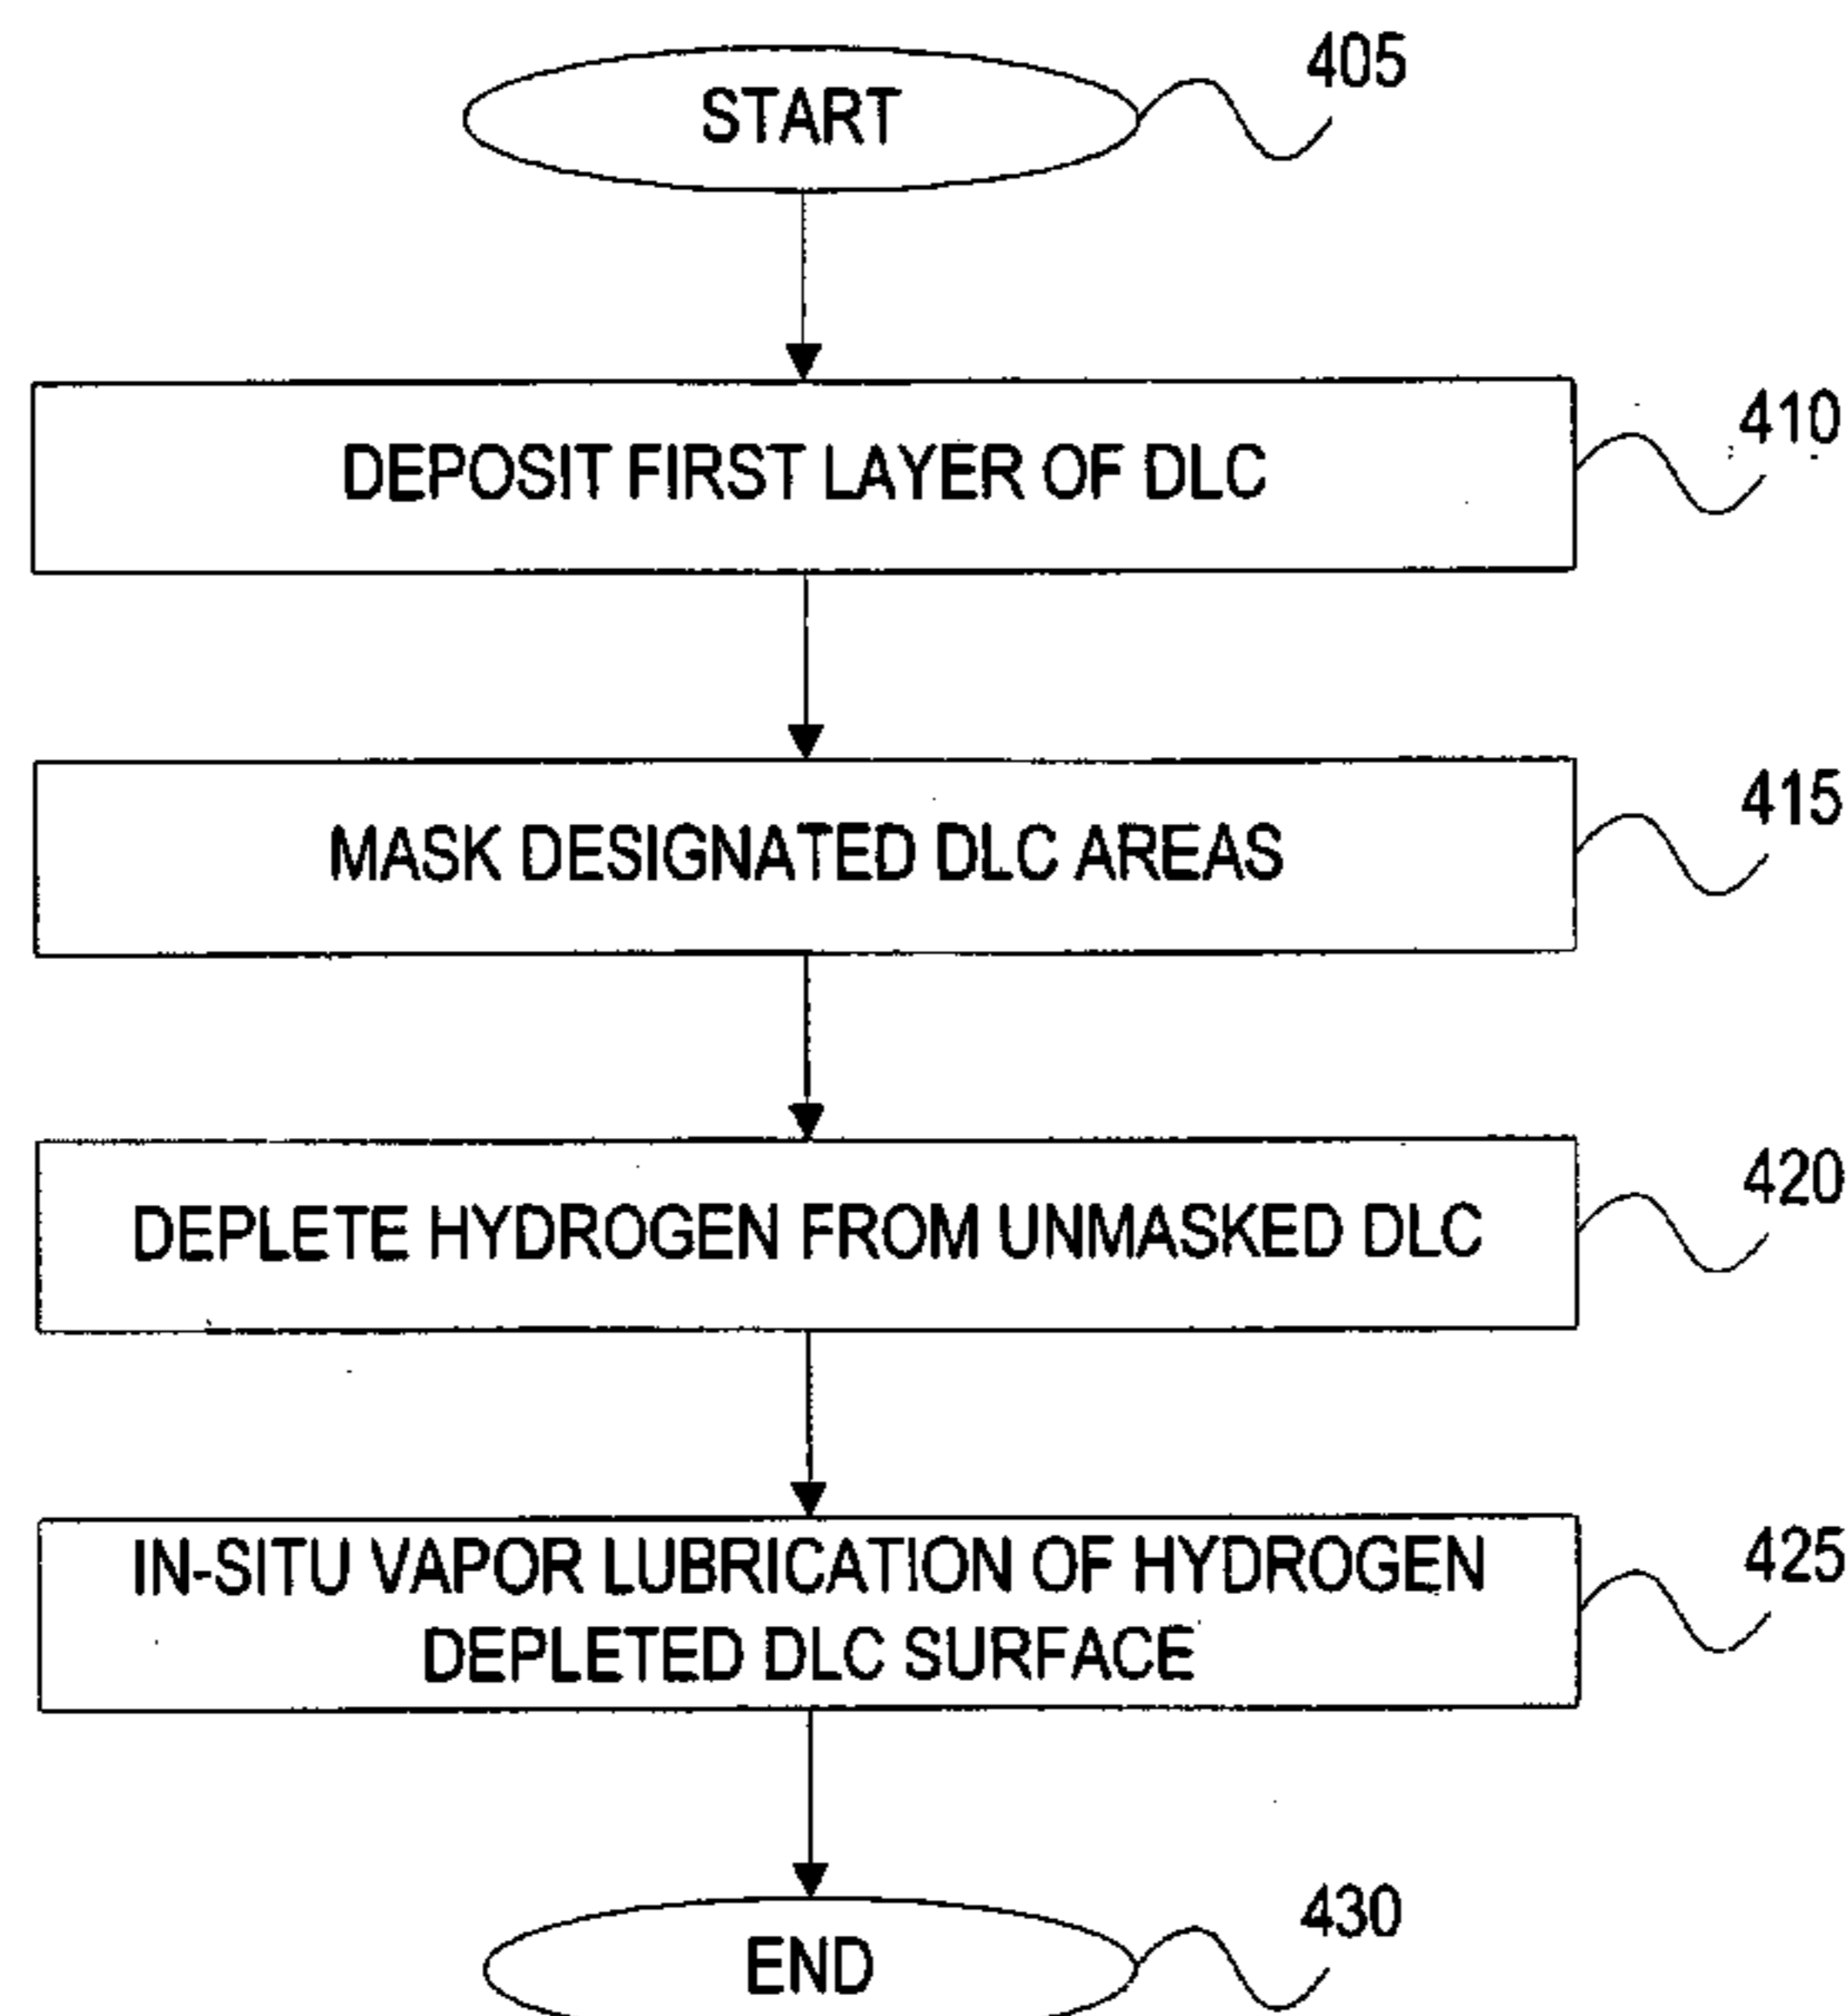 405
START
410
DEPOSIT FIRST LAYER OF DLC
415
MASK DESIGNATED DLC AREAS
420
DEPLETE HYDROGEN FROM UNMASKED DLC
425
IN-SITU VAPOR LUBRICATION OF HYDROGEN
DEPLETED DLC SURFACE
430
END